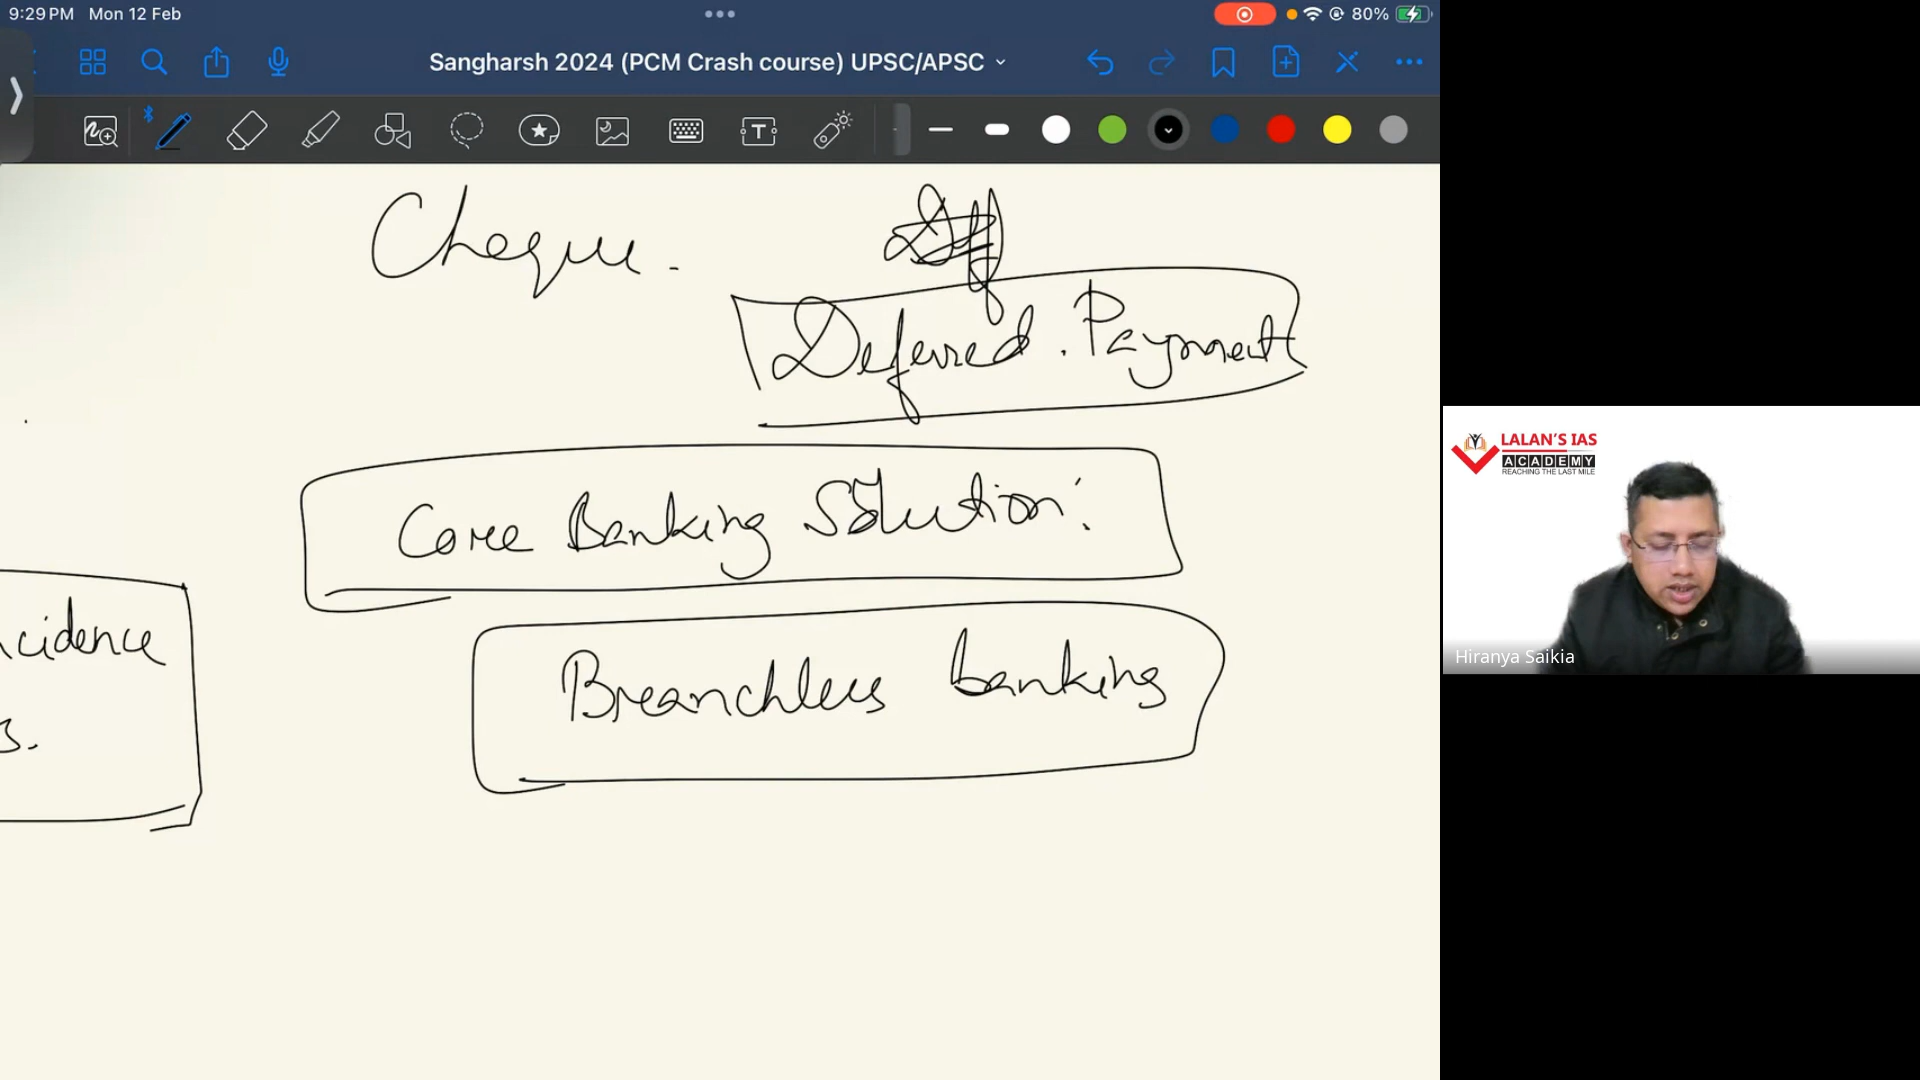 9:29 PM Mon 12 Feb
80%
Sangharsh 2024 (PCM Crash course) UPSC/APSC
Cheque.
Deferred. Payment
Core Banking Solution:
Branchless banking
ncidence
s.
LALAN'S IAS
ACADEMY
REACHING THE LAST MILE
Hiranya Saikia